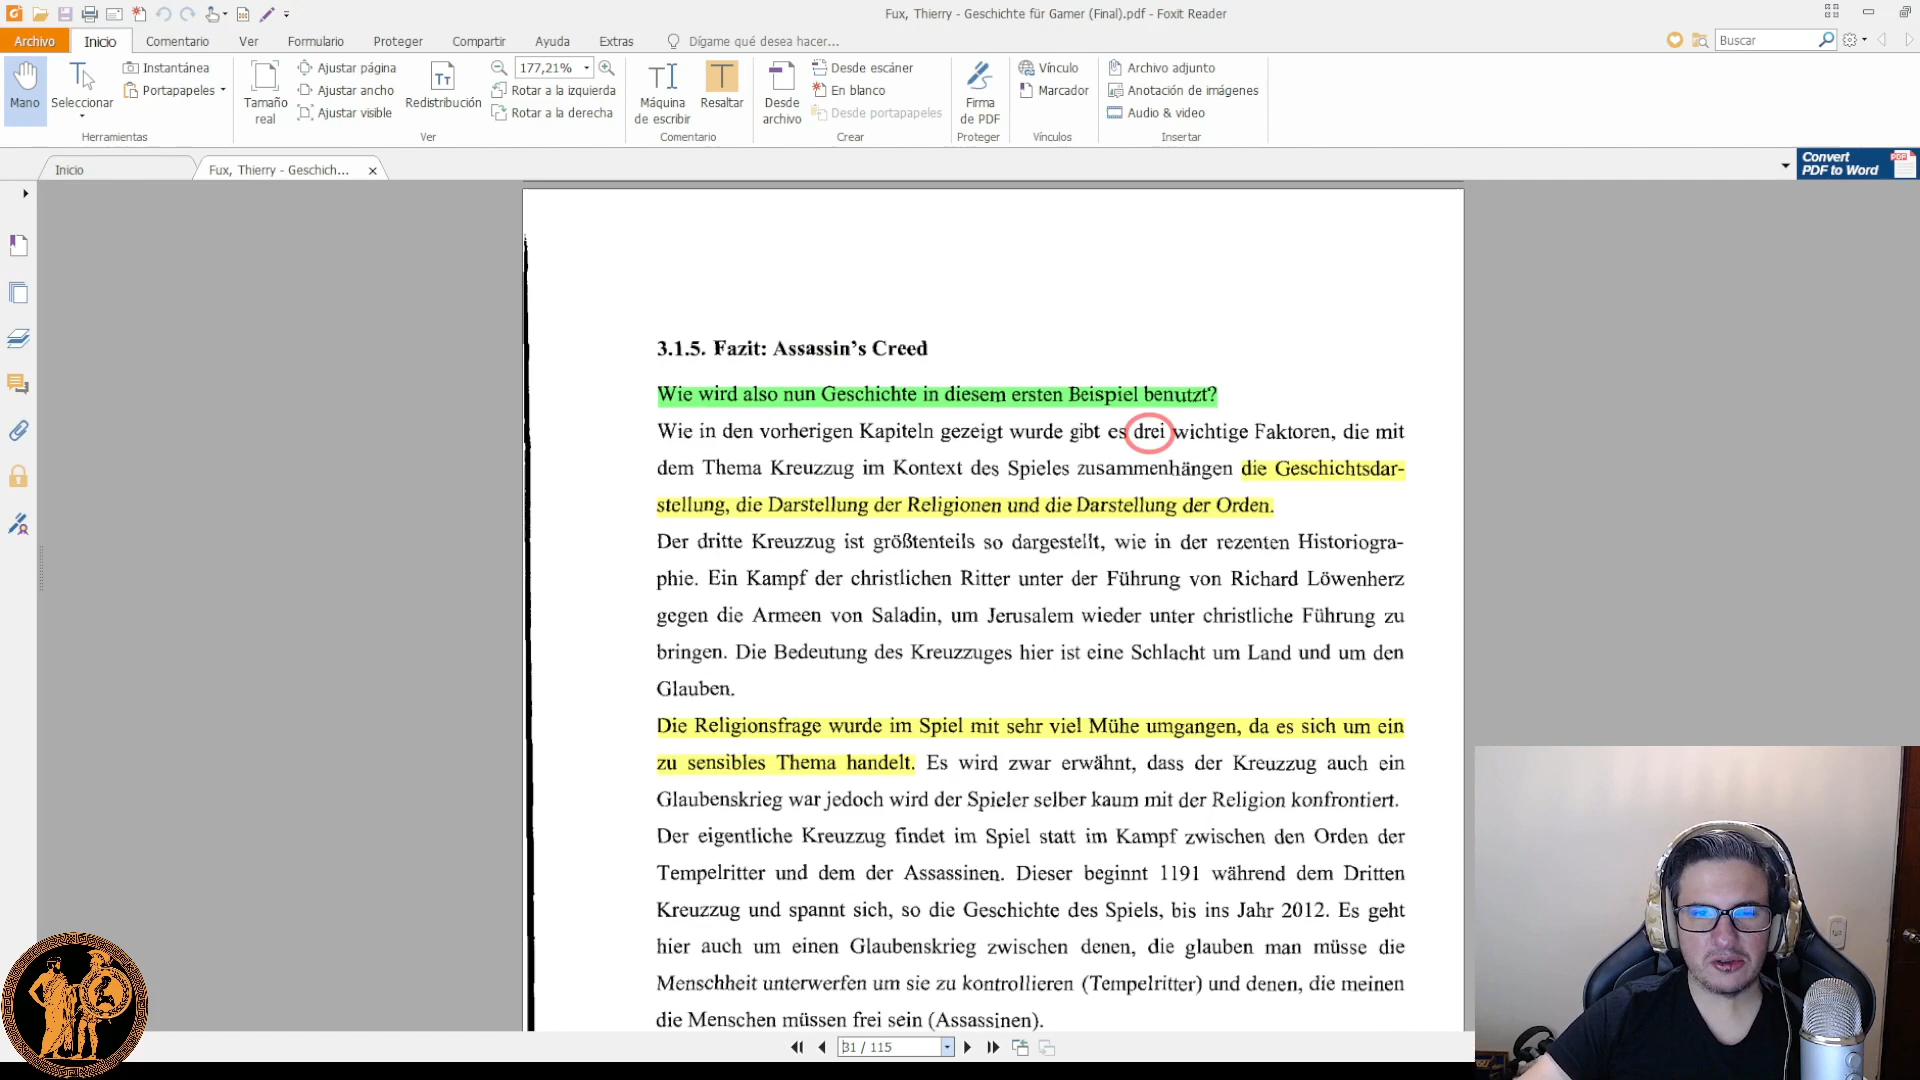 Fux, Thierry - Geschichte für Gamer (Final).pdf - Foxit Reader
Archivo
Inicio
Comentario
Ver
Formulario
Proteger
Compartir
Ayuda
Extras
Dígame qué desea hacer...
Buscar
Mano
Seleccionar
Instantánea
Portapapeles
Herramientas
Tamaño real
Ajustar página
Ajustar ancho
Ajustar visible
Redistribución
177,21%
Rotar a la izquierda
Rotar a la derecha
Ver
Máquina de escribir
Resaltar
Comentario
Desde archivo
Desde escáner
En blanco
Desde portapapeles
Crear
Firma de PDF
Proteger
Vínculo
Marcador
Vínculos
Archivo adjunto
Anotación de imágenes
Audio & video
Insertar
Inicio
Fux, Thierry - Geschich...
Convert
PDF to Word
3.1.5. Fazit: Assassin's Creed
Wie wird also nun Geschichte in diesem ersten Beispiel benutzt?
Wie in den vorherigen Kapiteln gezeigt wurde gibt es drei wichtige Faktoren, die mit
dem Thema Kreuzzug im Kontext des Spieles zusammenhängen die Geschichtsdar-
stellung, die Darstellung der Religionen und die Darstellung der Orden.
Der dritte Kreuzzug ist größtenteils so dargestellt, wie in der rezenten Historiogra-
phie. Ein Kampf der christlichen Ritter unter der Führung von Richard Löwenherz
gegen die Armeen von Saladin, um Jerusalem wieder unter christliche Führung zu
bringen. Die Bedeutung des Kreuzzuges hier ist eine Schlacht um Land und um den
Glauben.
Die Religionsfrage wurde im Spiel mit sehr viel Mühe umgangen, da es sich um ein
zu sensibles Thema handelt. Es wird zwar erwähnt, dass der Kreuzzug auch ein
Glaubenskrieg war jedoch wird der Spieler selber kaum mit der Religion konfrontiert.
Der eigentliche Kreuzzug findet im Spiel statt im Kampf zwischen den Orden der
Tempelritter und dem der Assassinen. Dieser beginnt 1191 während dem Dritten
Kreuzzug und spannt sich, so die Geschichte des Spiels, bis ins Jahr 2012. Es geht
hier auch um einen Glaubenskrieg zwischen denen, die glauben man müsse die
Menschheit unterwerfen um sie zu kontrollieren (Tempelritter) und denen, die meinen
die Menschen müssen frei sein (Assassinen).
31 / 115